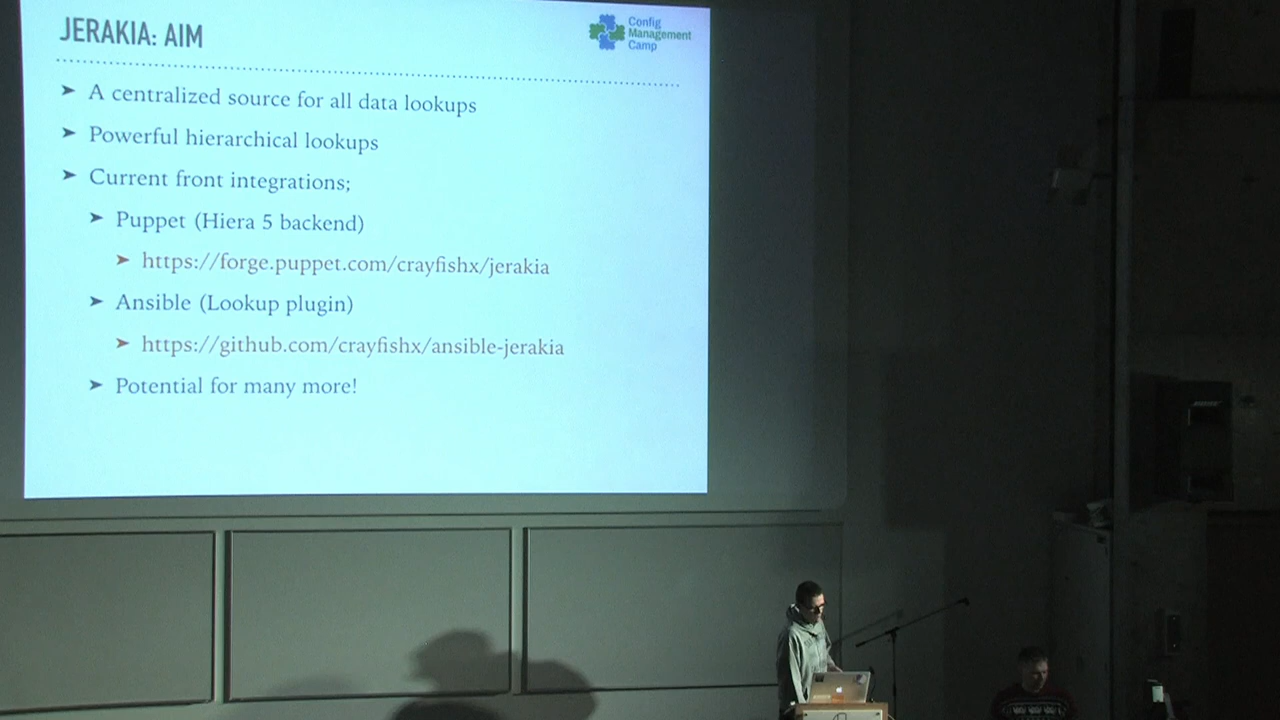 JERAKIA: AIM
Config
Management
Camp
➤ A centralized source for all data lookups
➤ Powerful hierarchical lookups
➤ Current front integrations;
➤ Puppet (Hiera 5 backend)
➤ https://forge.puppet.com/crayfishx/jerakia
➤ Ansible (Lookup plugin)
➤ https://github.com/crayfishx/ansible-jerakia
➤ Potential for many more!
BOSE